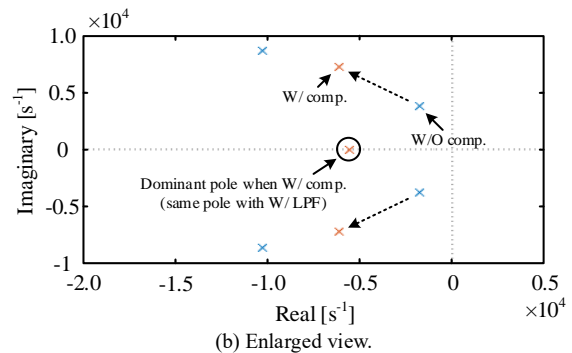 ×10⁴
1.0
0.5
0
-0.5
-1
Imaginary [s⁻¹]
W/ comp.
W/O comp.
Dominant pole when W/ comp.
(same pole with W/ LPF)
-2.0 -1.5 -1.0 -0.5 0 0.5
×10⁴
Real [s⁻¹]
(b) Enlarged view.